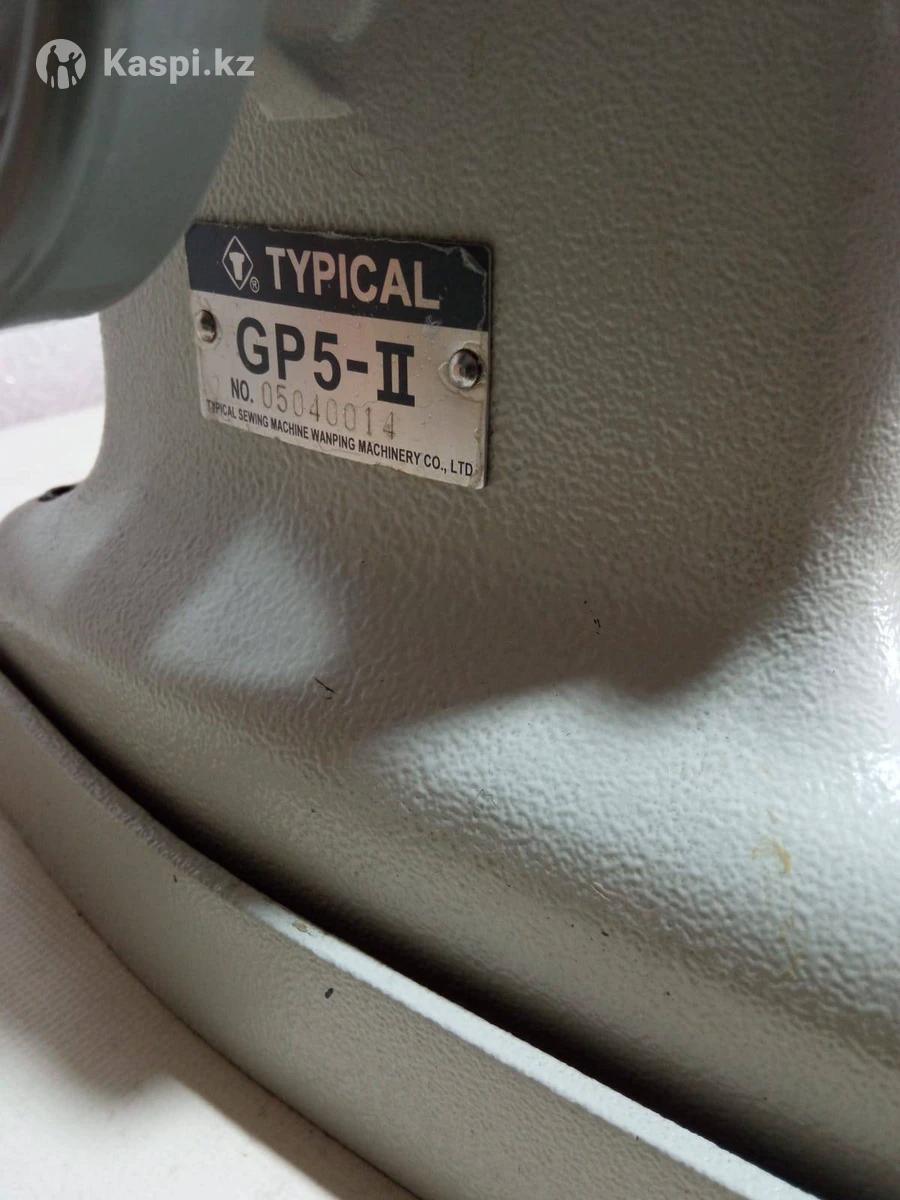 Kaspi.kz
T® TYPICAL
GP5-II
NO. 05040014
TYPICAL SEWING MACHINE WANPING MACHINERY CO., LTD